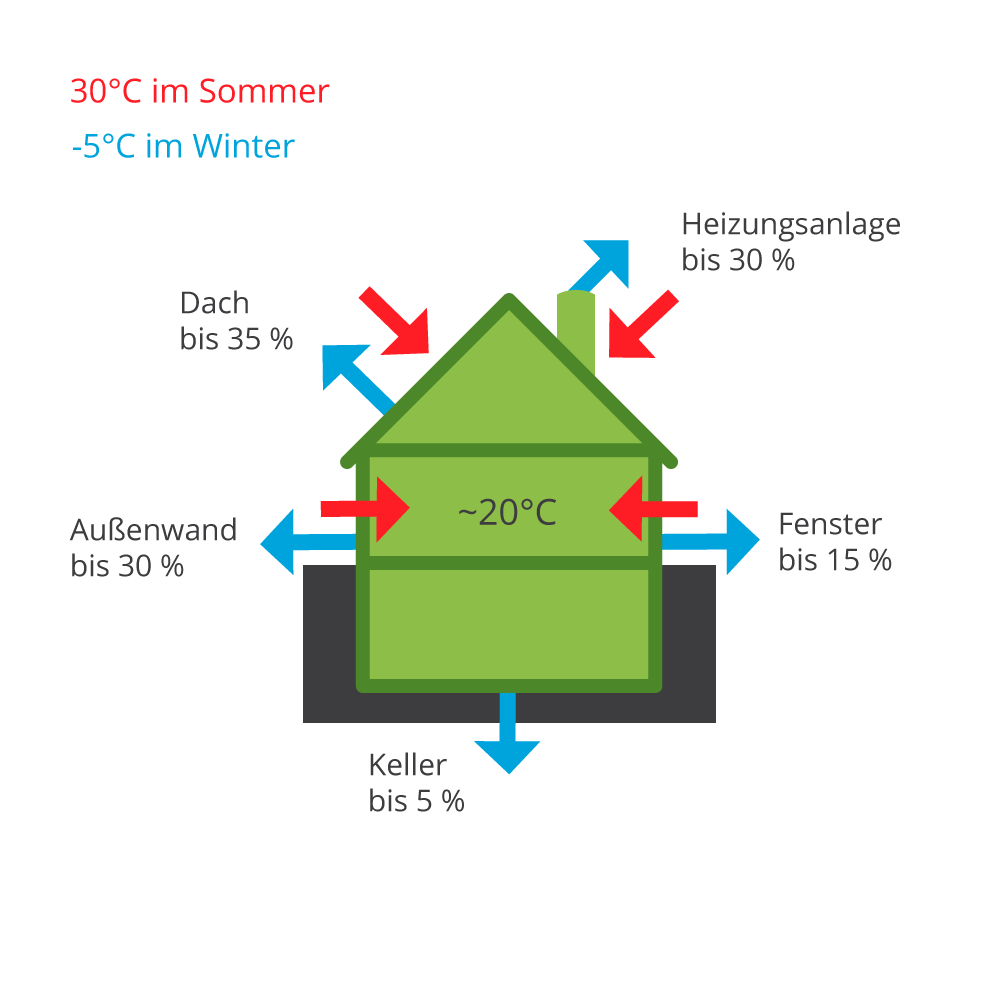 30°C im Sommer
-5°C im Winter
Heizungsanlage
bis 30 %
Dach
bis 35 %
~20°C
Außenwand
bis 30 %
Fenster
bis 15 %
Keller
bis 5 %